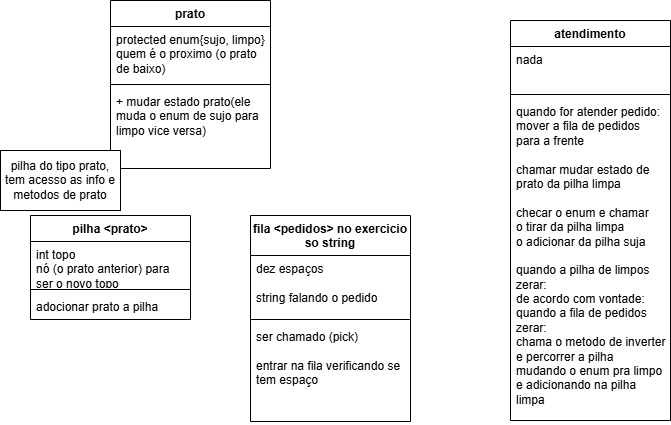 prato
protected enum{sujo, limpo}
quem é o proximo (o prato
de baixo)
+ mudar estado prato(ele
muda o enum de sujo para
limpo vice versa)
pilha do tipo prato,
tem acesso as info e
metodos de prato
pilha <prato>
int topo
nó (o prato anterior) para
ser o novo topo
adocionar prato a pilha
fila <pedidos> no exercicio
so string
dez espaços
string falando o pedido
ser chamado (pick)
entrar na fila verificando se
tem espaço
atendimento
nada
quando for atender pedido:
mover a fila de pedidos
para a frente
chamar mudar estado de
prato da pilha limpa
checar o enum e chamar
o tirar da pilha limpa
o adicionar da pilha suja
quando a pilha de limpos
zerar:
de acordo com vontade:
quando a fila de pedidos
zerar:
chama o metodo de inverter
e percorrer a pilha
mudando o enum pra limpo
e adicionando na pilha
limpa